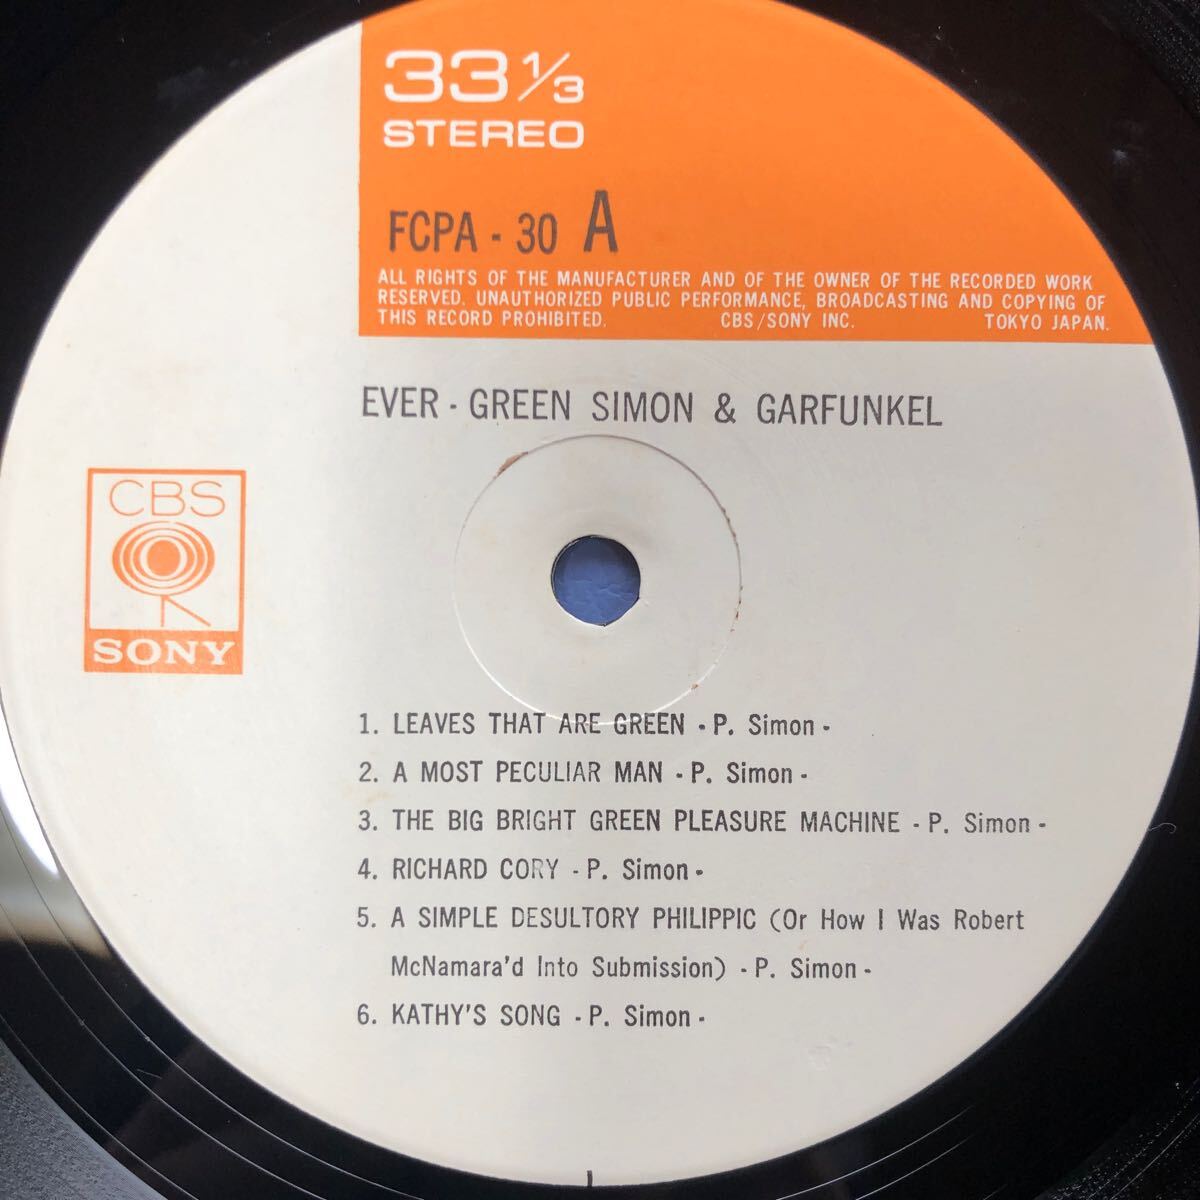 33 1/3
STEREO
FCPA - 30 A
ALL RIGHTS OF THE MANUFACTURER AND OF THE OWNER OF THE RECORDED WORK
RESERVED. UNAUTHORIZED PUBLIC PERFORMANCE, BROADCASTING AND COPYING OF
THIS RECORD PROHIBITED. CBS/SONY INC. TOKYO JAPAN.
EVER - GREEN SIMON & GARFUNKEL
CBS
SONY
1. LEAVES THAT ARE GREEN - P. Simon -
2. A MOST PECULIAR MAN - P. Simon -
3. THE BIG BRIGHT GREEN PLEASURE MACHINE - P. Simon -
4. RICHARD CORY - P. Simon -
5. A SIMPLE DESULTORY PHILIPPIC (Or How I Was Robert
McNamara'd Into Submission) - P. Simon -
6. KATHY'S SONG - P. Simon -